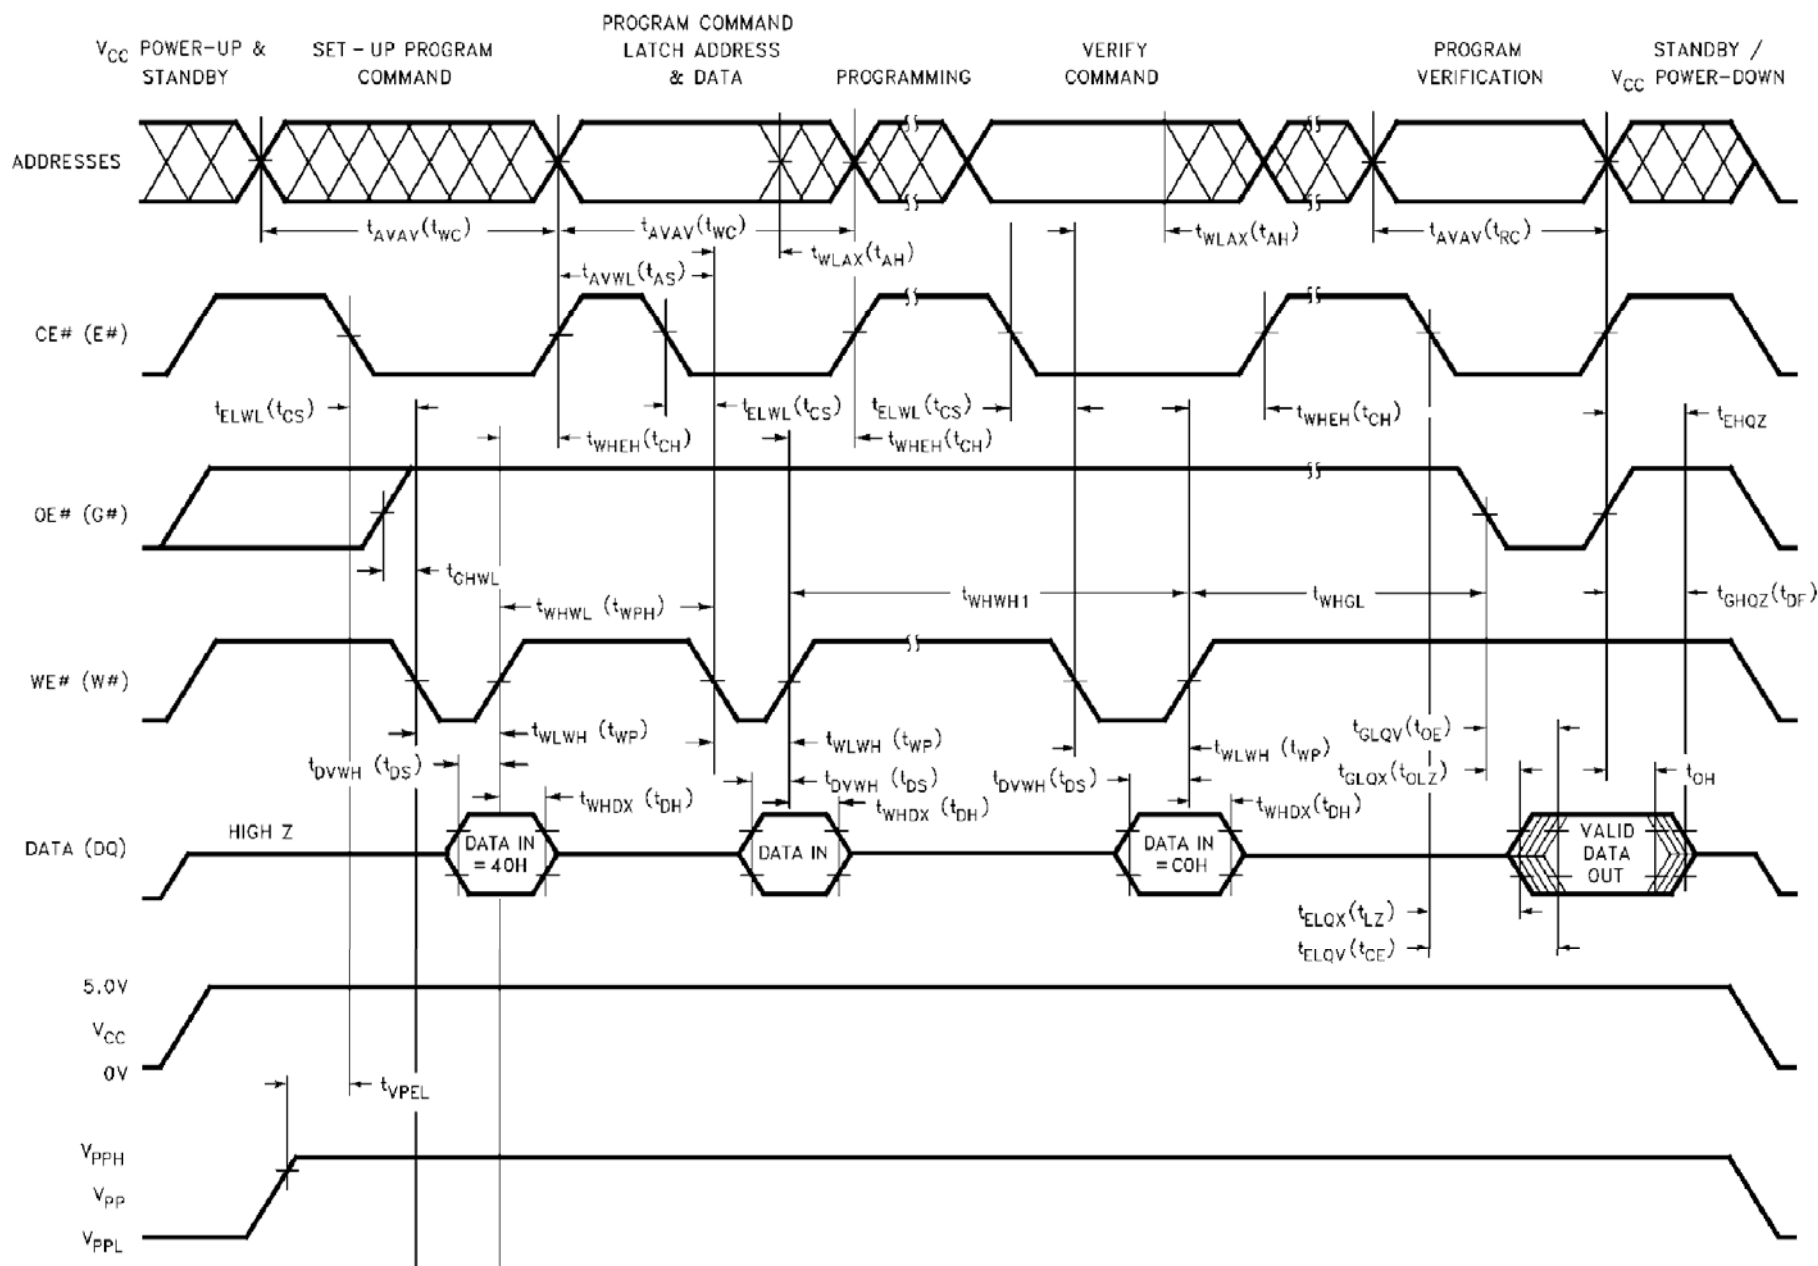 V_CC POWER-UP & STANDBY
SET-UP PROGRAM COMMAND
PROGRAM COMMAND LATCH ADDRESS & DATA
PROGRAMMING
VERIFY COMMAND
PROGRAM VERIFICATION
STANDBY / V_CC POWER-DOWN
ADDRESSES
t_AVAV(t_WC)
t_AVAV(t_WC)
t_WLAX(t_AH)
t_AVAV(t_RC)
t_WLAX(t_AH)
t_AVWL(t_AS)
CE# (E#)
t_ELWL(t_CS)
t_ELWL(t_CS)
t_ELWL(t_CS)
t_WHEH(t_CH)
t_EHQZ
t_WHEH(t_CH)
t_WHEH(t_CH)
OE# (G#)
t_GHWL
t_WHWL (t_WPH)
t_WHWH1
t_WHGL
t_GHQZ(t_DF)
WE# (W#)
t_WLWH (t_WP)
t_WLWH (t_WP)
t_WLWH (t_WP)
t_GLQV(t_OE)
t_DVWH (t_DS)
t_DVWH (t_DS)
t_DVWH(t_DS)
t_GLQX(t_OLZ)
t_OH
t_WHDX (t_DH)
t_WHDX (t_DH)
t_WHDX(t_DH)
DATA (DQ)
HIGH Z
DATA IN
= 40H
DATA IN
DATA IN
= C0H
VALID
DATA
OUT
t_ELQX(t_LZ)
t_ELQV(t_CE)
5.0V
V_CC
0V
t_VPEL
V_PPH
V_PP
V_PPL